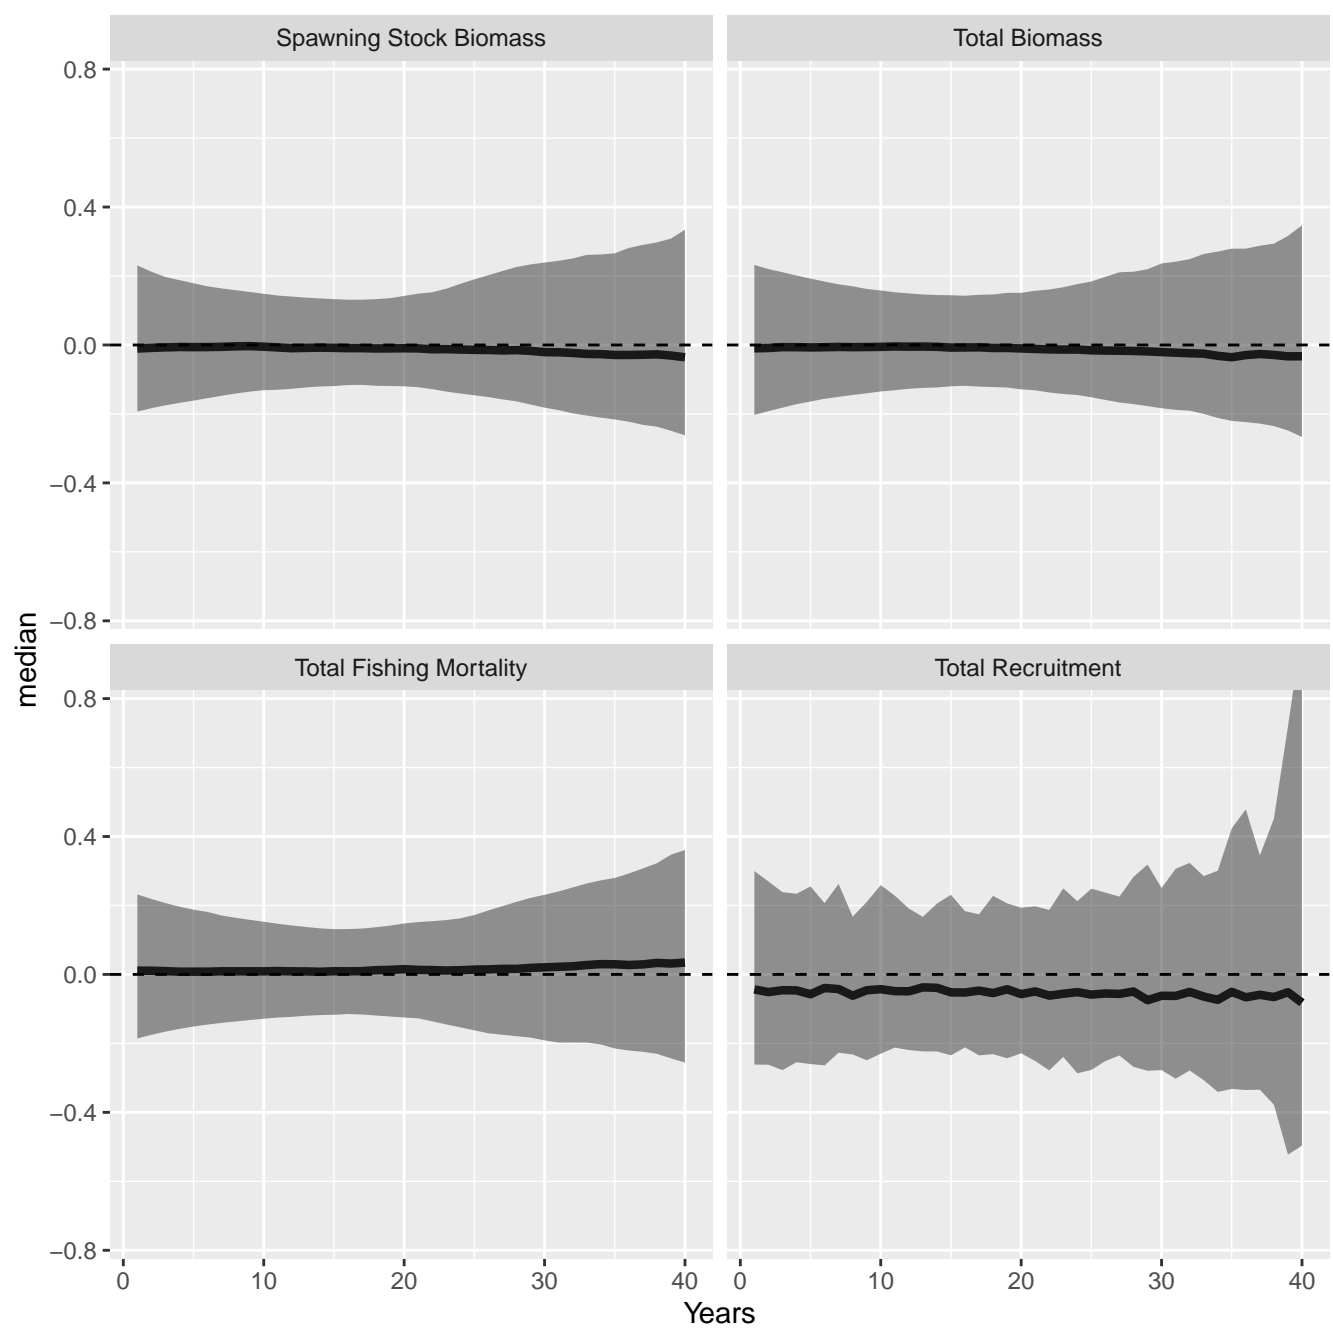 Spawning Stock Biomass
Total Biomass
0.8
0.4
0.0
−0.4
−0.8
median
Total Fishing Mortality
Total Recruitment
0.8
0.4
0.0
−0.4
−0.8
0 10 20 30 40
0 10 20 30 40
Years